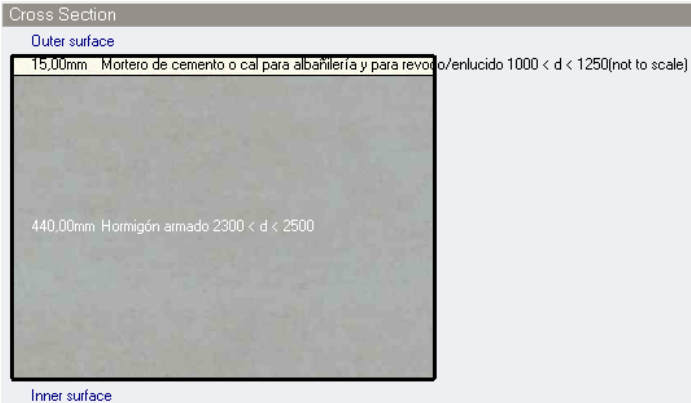 Cross Section
Outer surface
15,00mm Mortero de cemento o cal para albañilería y para revoco/enlucido 1000 < d < 1250(not to scale)
440,00mm Hormigón armado 2300 < d < 2500
Inner surface